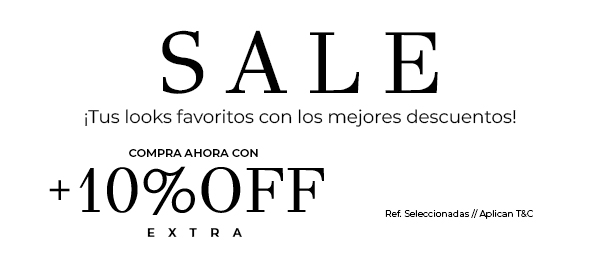 SALE
¡Tus looks favoritos con los mejores descuentos!
COMPRA AHORA CON
+10%OFF
EXTRA
Ref. Seleccionadas // Aplican T&C